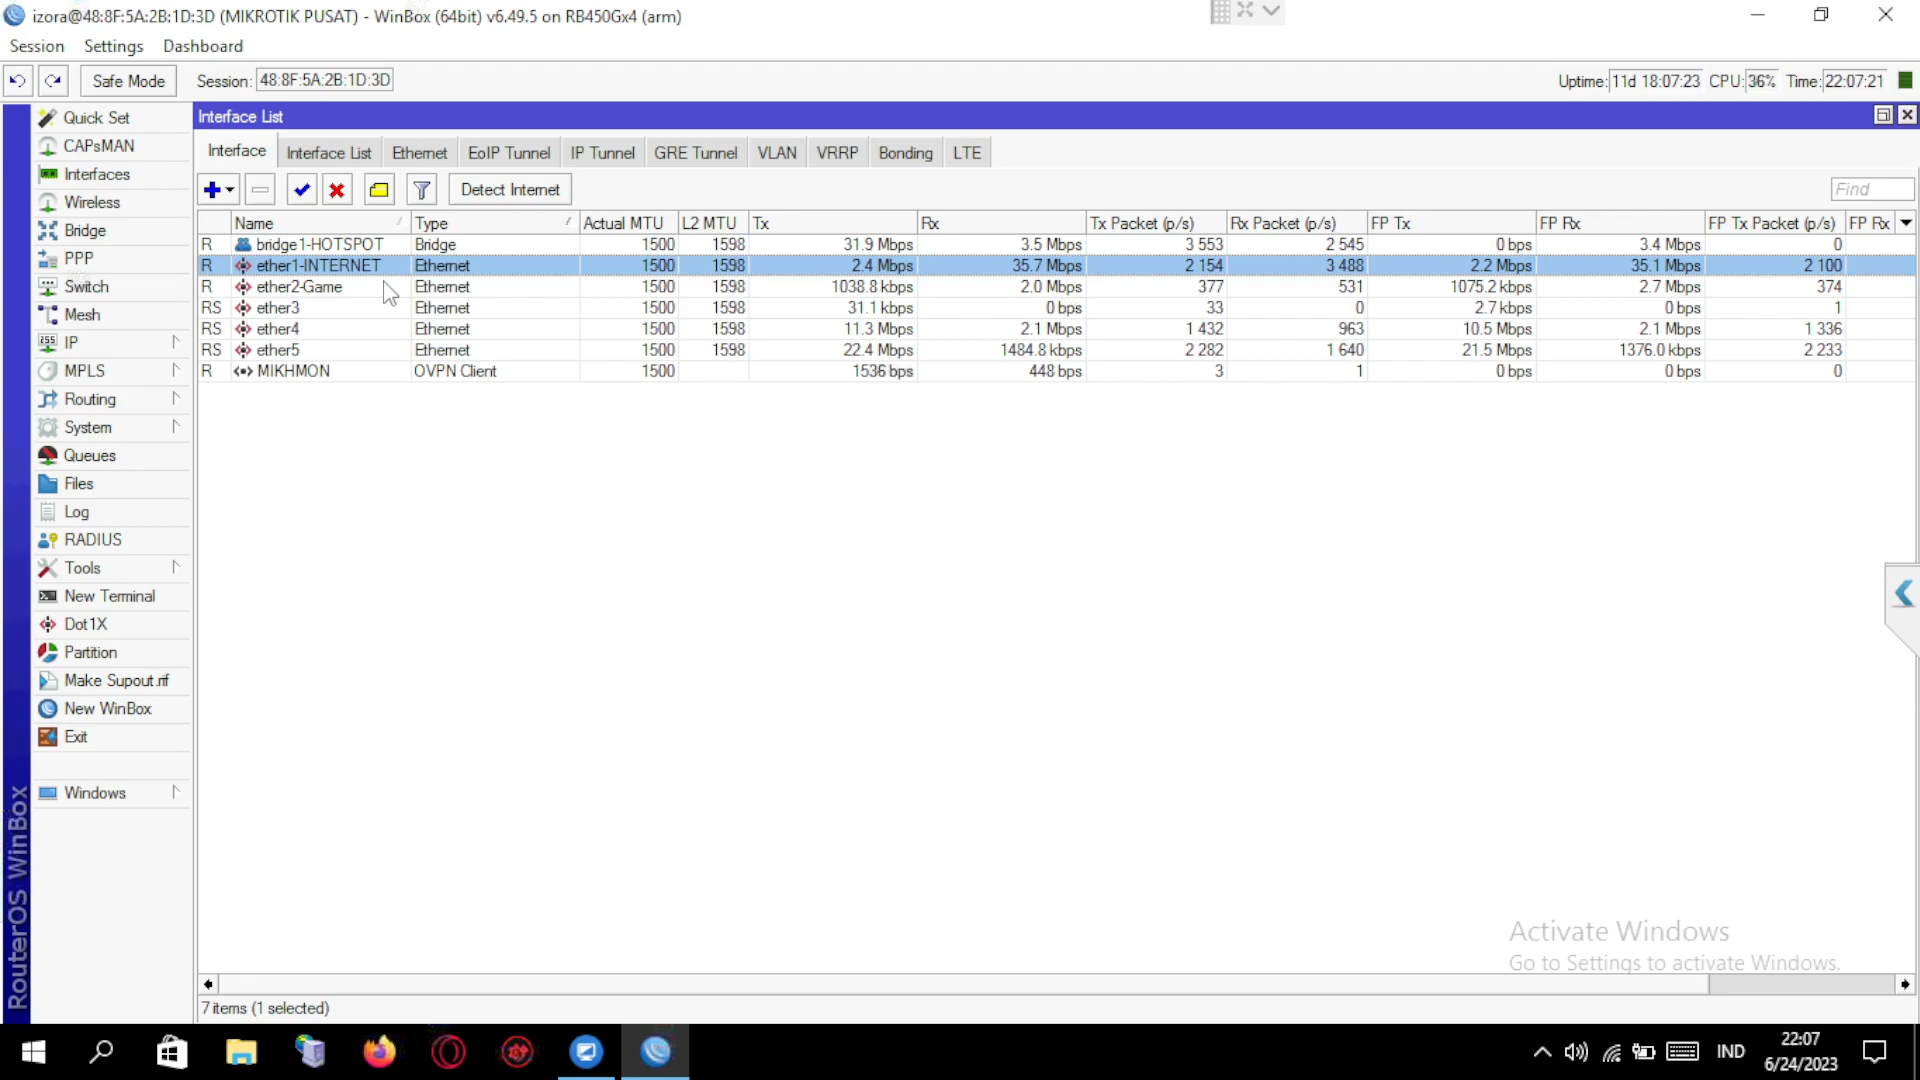 izora@48:8F:5A:2B:1D:3D (MIKROTIK PUSAT) - WinBox (64bit) v6.49.5 on RB450Gx4 (arm)
Session Settings Dashboard
Safe Mode Session: 48:8F:5A:2B:1D:3D Uptime: 11d 18:07:23 CPU: 36% Time: 22:07:21
Quick Set
CAPsMAN
Interfaces
Wireless
Bridge
PPP
Switch
Mesh
IP
MPLS
Routing
System
Queues
Files
Log
RADIUS
Tools
New Terminal
Dot1X
Partition
Make Supout.rif
New WinBox
Exit
Windows
RouterOS WinBox
Interface List
Interface Interface List Ethernet EoIP Tunnel IP Tunnel GRE Tunnel VLAN VRRP Bonding LTE
Detect Internet Find
Name Type Actual MTU L2 MTU Tx Rx Tx Packet (p/s) Rx Packet (p/s) FP Tx FP Rx FP Tx Packet (p/s) FP Rx
R bridge1-HOTSPOT Bridge 1500 1598 31.9 Mbps 3.5 Mbps 3 553 2 545 0 bps 3.4 Mbps 0
R ether1-INTERNET Ethernet 1500 1598 2.4 Mbps 35.7 Mbps 2 154 3 488 2.2 Mbps 35.1 Mbps 2 100
R ether2-Game Ethernet 1500 1598 1038.8 kbps 2.0 Mbps 377 531 1075.2 kbps 2.7 Mbps 374
RS ether3 Ethernet 1500 1598 31.1 kbps 0 bps 33 0 2.7 kbps 0 bps 1
RS ether4 Ethernet 1500 1598 11.3 Mbps 2.1 Mbps 1 432 963 10.5 Mbps 2.1 Mbps 1 336
RS ether5 Ethernet 1500 1598 22.4 Mbps 1484.8 kbps 2 282 1 640 21.5 Mbps 1376.0 kbps 2 233
R MIKHMON OVPN Client 1500 1536 bps 448 bps 3 1 0 bps 0 bps 0
Activate Windows
Go to Settings to activate Windows.
7 items (1 selected)
IND
22:07
6/24/2023